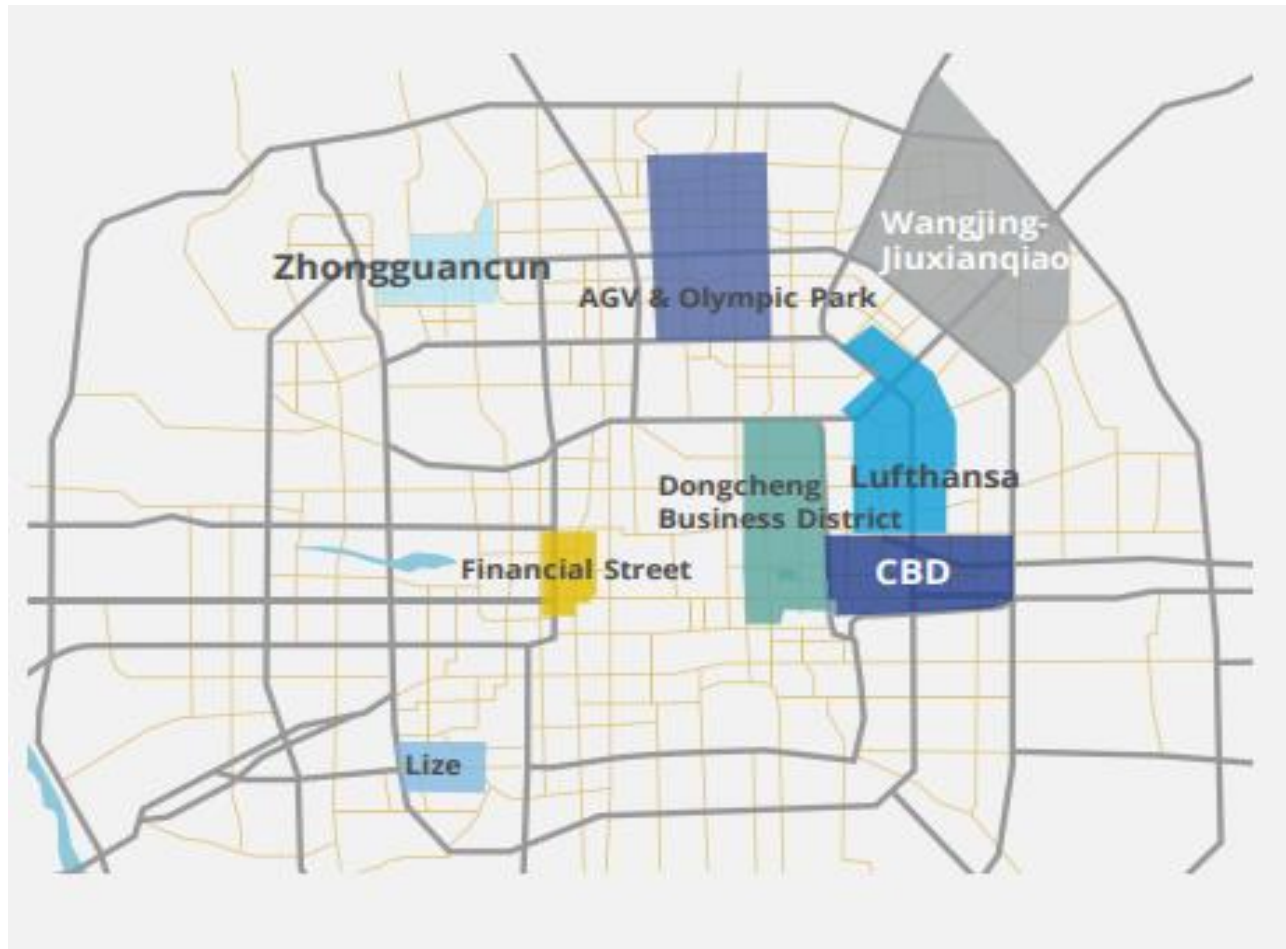 Wangjing-
Jiuxianqiao
Zhongguancun
AGV & Olympic Park
Lufthansa
Dongcheng
Business District
Financial Street
CBD
Lize